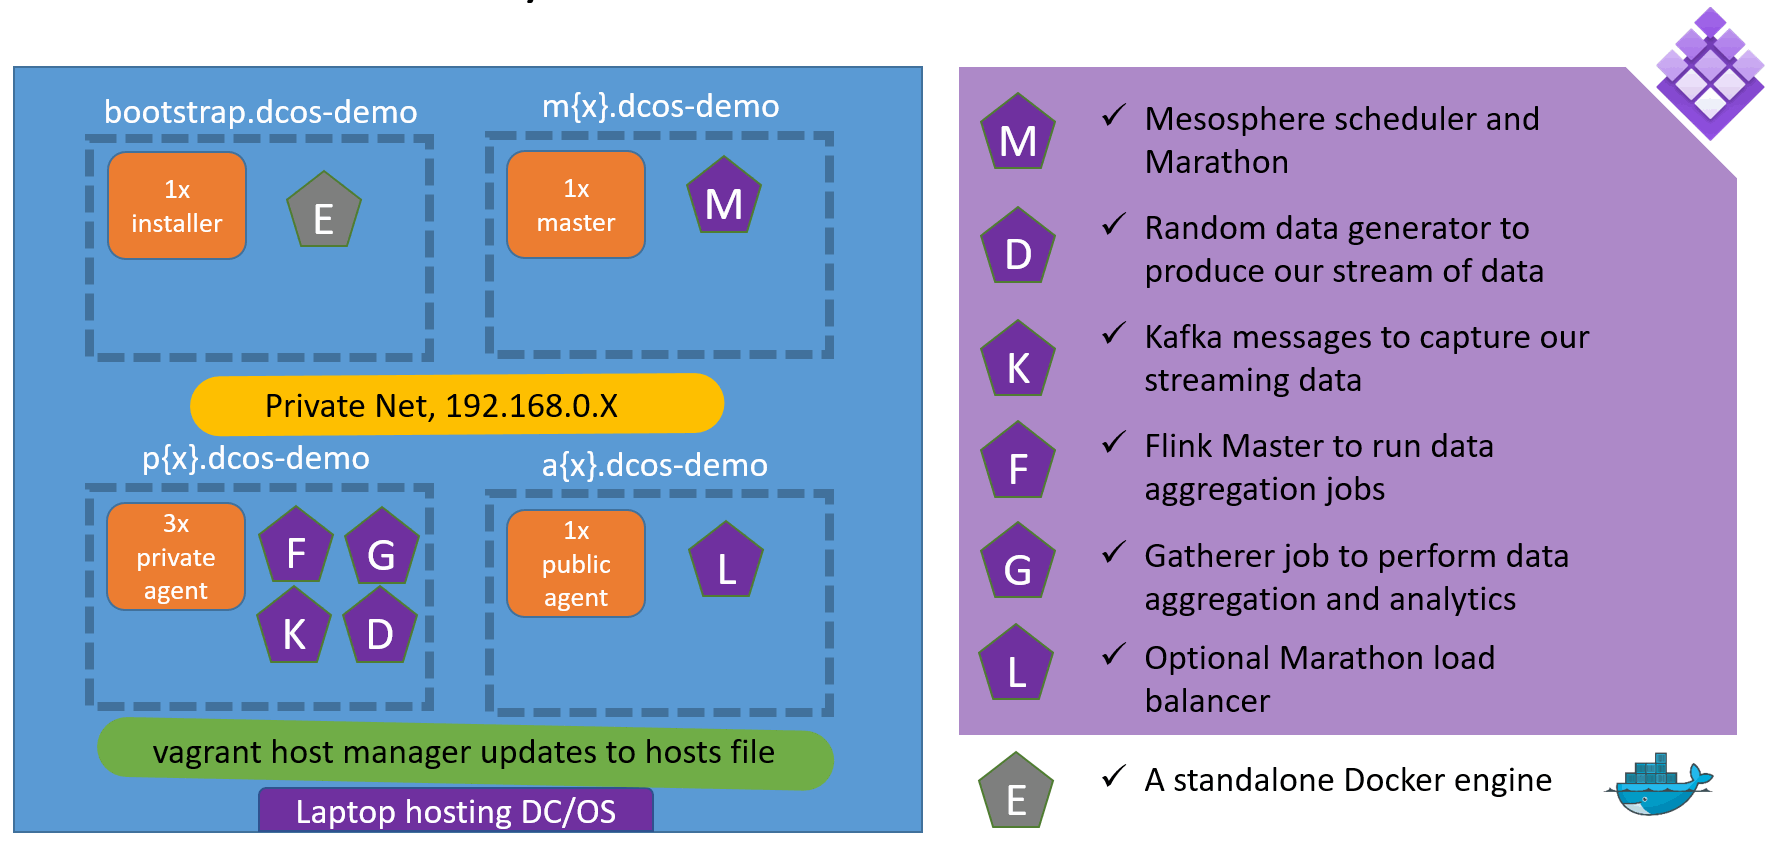 bootstrap.dcos-demo
1x
installer
E
m{x}.dcos-demo
1x
master
M
Private Net, 192.168.0.X
p{x}.dcos-demo
3x
private
agent
F
G
K
D
a{x}.dcos-demo
1x
public
agent
L
vagrant host manager updates to hosts file
Laptop hosting DC/OS
M
✓ Mesosphere scheduler and
Marathon
D
✓ Random data generator to
produce our stream of data
K
✓ Kafka messages to capture our
streaming data
F
✓ Flink Master to run data
aggregation jobs
G
✓ Gatherer job to perform data
aggregation and analytics
L
✓ Optional Marathon load
balancer
E
✓ A standalone Docker engine